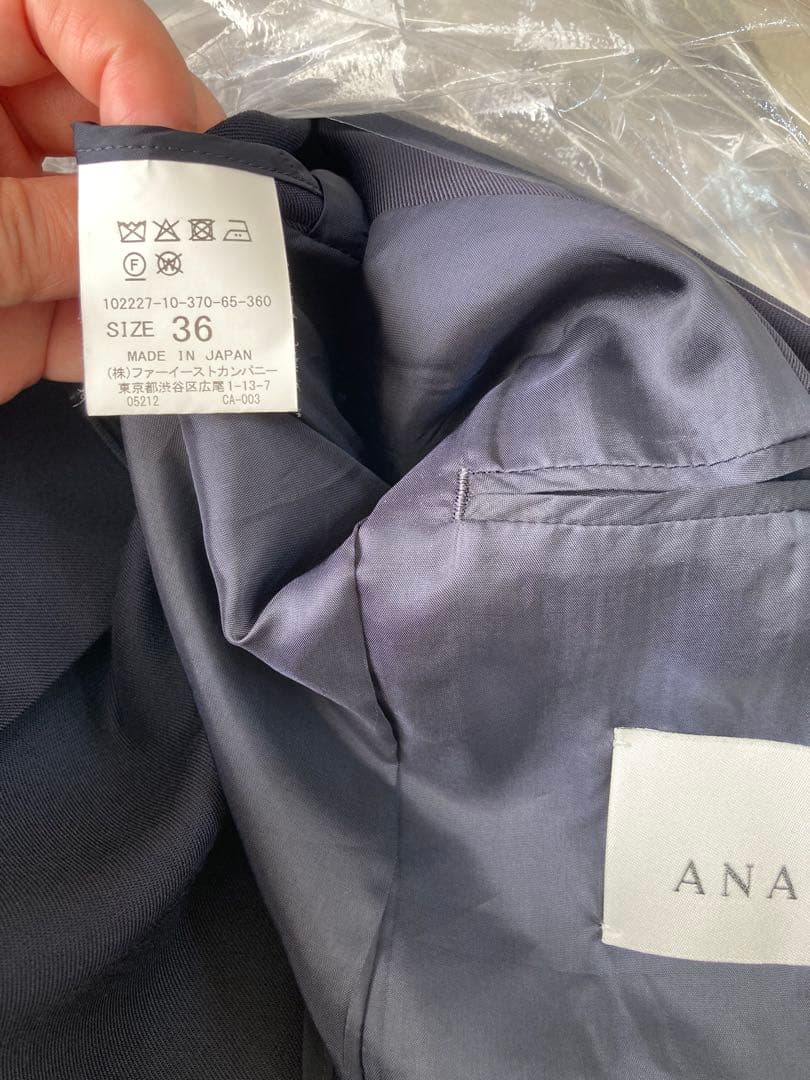 F W
102227-10-370-65-360
SIZE 36
MADE IN JAPAN
(株)ファーイーストカンパニー
東京都渋谷区広尾1-13-7
05212 CA-003
ANA